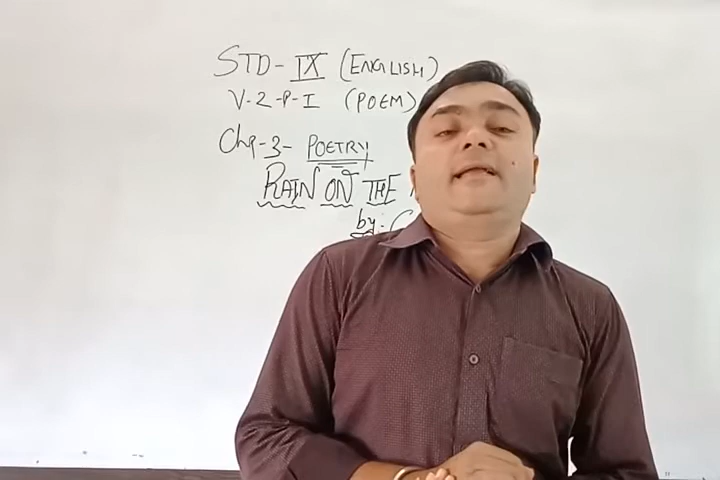 STD- IX (ENGLISH)
V-2-P-I (POEM)
Chp-3- POETRY
RAIN ON THE
by: